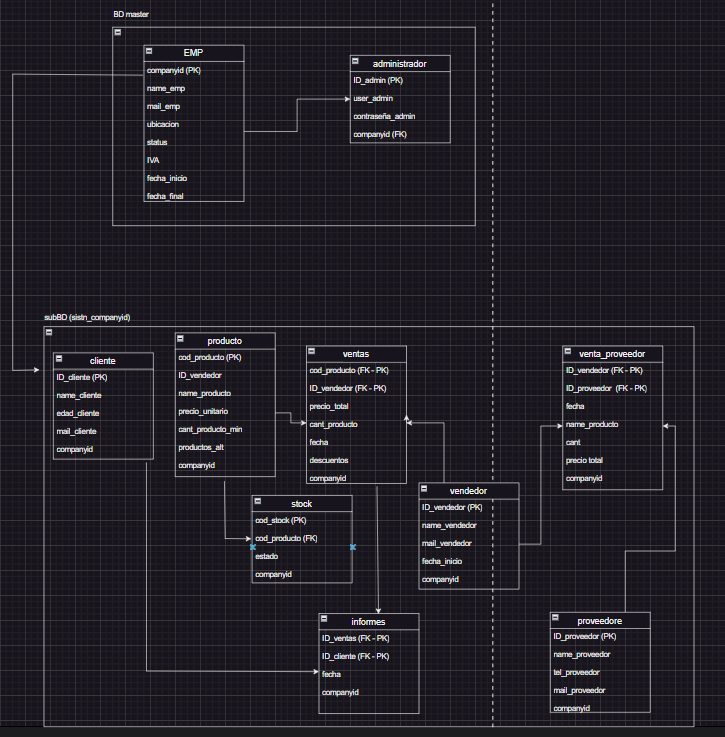 BD master
EMP
companyid (PK)
name_emp
mail_emp
ubicacion
status
IVA
fecha_inicio
fecha_final
administrador
ID_admin (PK)
user_admin
contraseña_admin
companyid (FK)
subBD (sistn_companyid)
cliente
ID_cliente (PK)
name_cliente
edad_cliente
mail_cliente
companyid
producto
cod_producto (PK)
ID_vendedor
name_producto
precio_unitario
cant_producto_min
productos_alt
companyid
ventas
cod_producto (FK - PK)
ID_vendedor (FK - PK)
precio_total
cant_producto
fecha
descuentos
companyid
venta_proveedor
ID_vendedor (FK - PK)
ID_proveedor (FK - PK)
fecha
name_producto
cant
precio total
companyid
stock
cod_stock (PK)
cod_producto (FK)
estado
companyid
vendedor
ID_vendedor (PK)
name_vendedor
mail_vendedor
fecha_inicio
companyid
informes
ID_ventas (FK - PK)
ID_cliente (FK - PK)
fecha
companyid
proveedore
ID_proveedor (PK)
name_proveedor
tel_proveedor
mail_proveedor
companyid